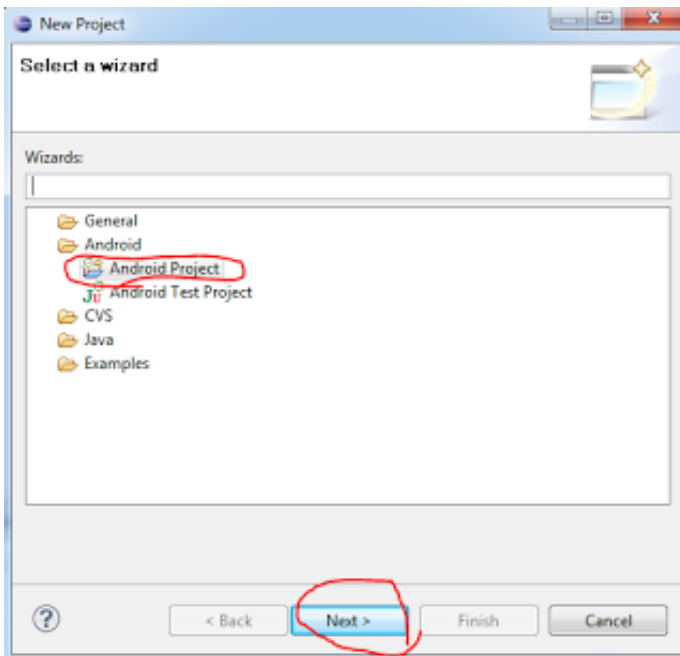 New Project
Select a wizard
Wizards:
General
Android
Android Project
Android Test Project
CVS
Java
Examples
< Back Next > Finish Cancel